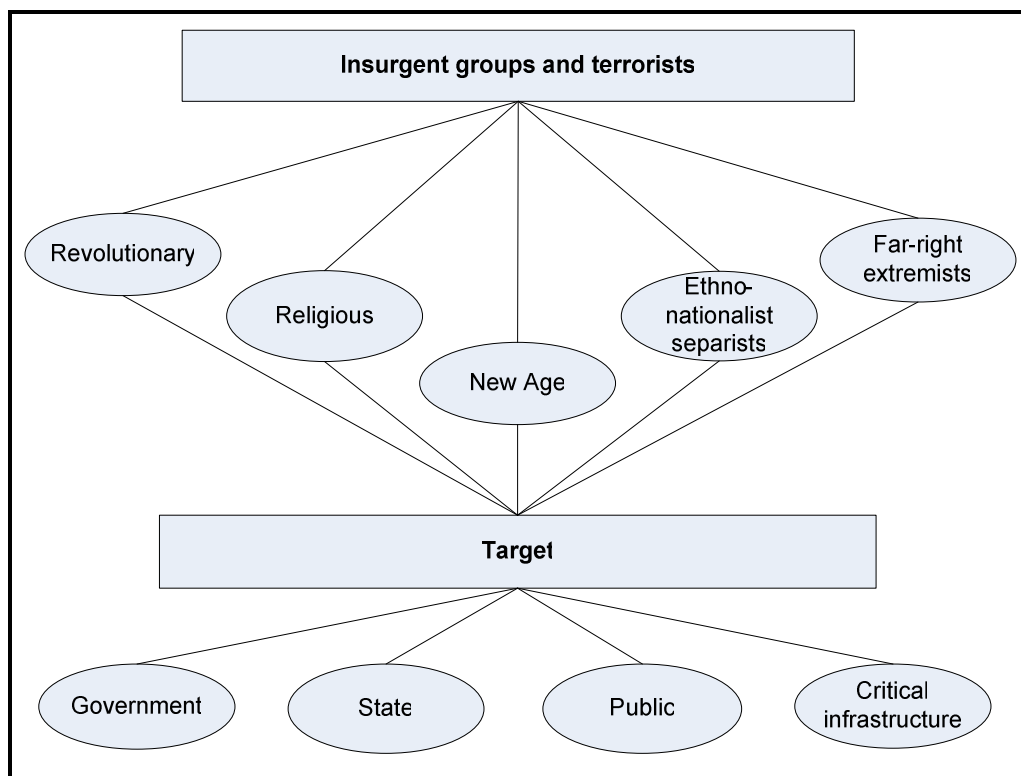 Insurgent groups and terrorists
Revolutionary
Religious
New Age
Ethno-
nationalist
separists
Far-right
extremists
Target
Government
State
Public
Critical
infrastructure